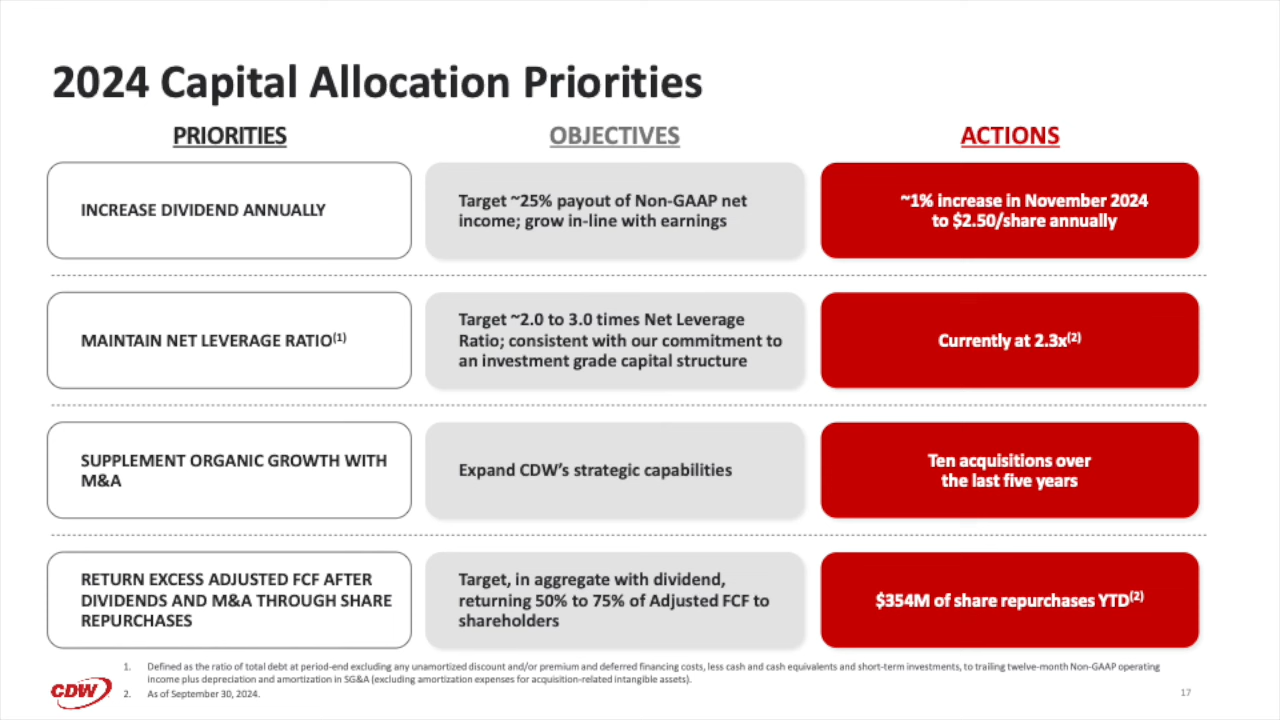 2024 Capital Allocation Priorities
PRIORITIES
OBJECTIVES
ACTIONS
INCREASE DIVIDEND ANNUALLY
Target ~25% payout of Non-GAAP net
income; grow in-line with earnings
~1% increase in November 2024
to $2.50/share annually
MAINTAIN NET LEVERAGE RATIO(1)
Target ~2.0 to 3.0 times Net Leverage
Ratio; consistent with our commitment to
an investment grade capital structure
Currently at 2.3x(2)
SUPPLEMENT ORGANIC GROWTH WITH
M&A
Expand CDW’s strategic capabilities
Ten acquisitions over
the last five years
RETURN EXCESS ADJUSTED FCF AFTER
DIVIDENDS AND M&A THROUGH SHARE
REPURCHASES
Target, in aggregate with dividend,
returning 50% to 75% of Adjusted FCF to
shareholders
$354M of share repurchases YTD(2)
1. Defined as the ratio of total debt at period-end excluding any unamortized discount and/or premium and deferred financing costs, less cash and cash equivalents and short-term investments, to trailing twelve-month Non-GAAP operating
income plus depreciation and amortization in SG&A (excluding amortization expenses for acquisition-related intangible assets).
2. As of September 30, 2024.
CDW
17